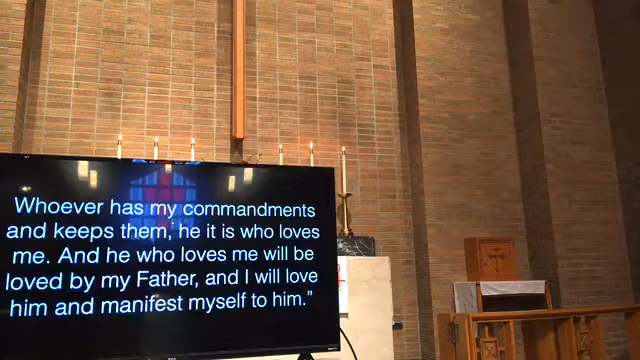 Whoever has my commandments
and keeps them, he it is who loves
me. And he who loves me will be
loved by my Father, and I will love
him and manifest myself to him.”